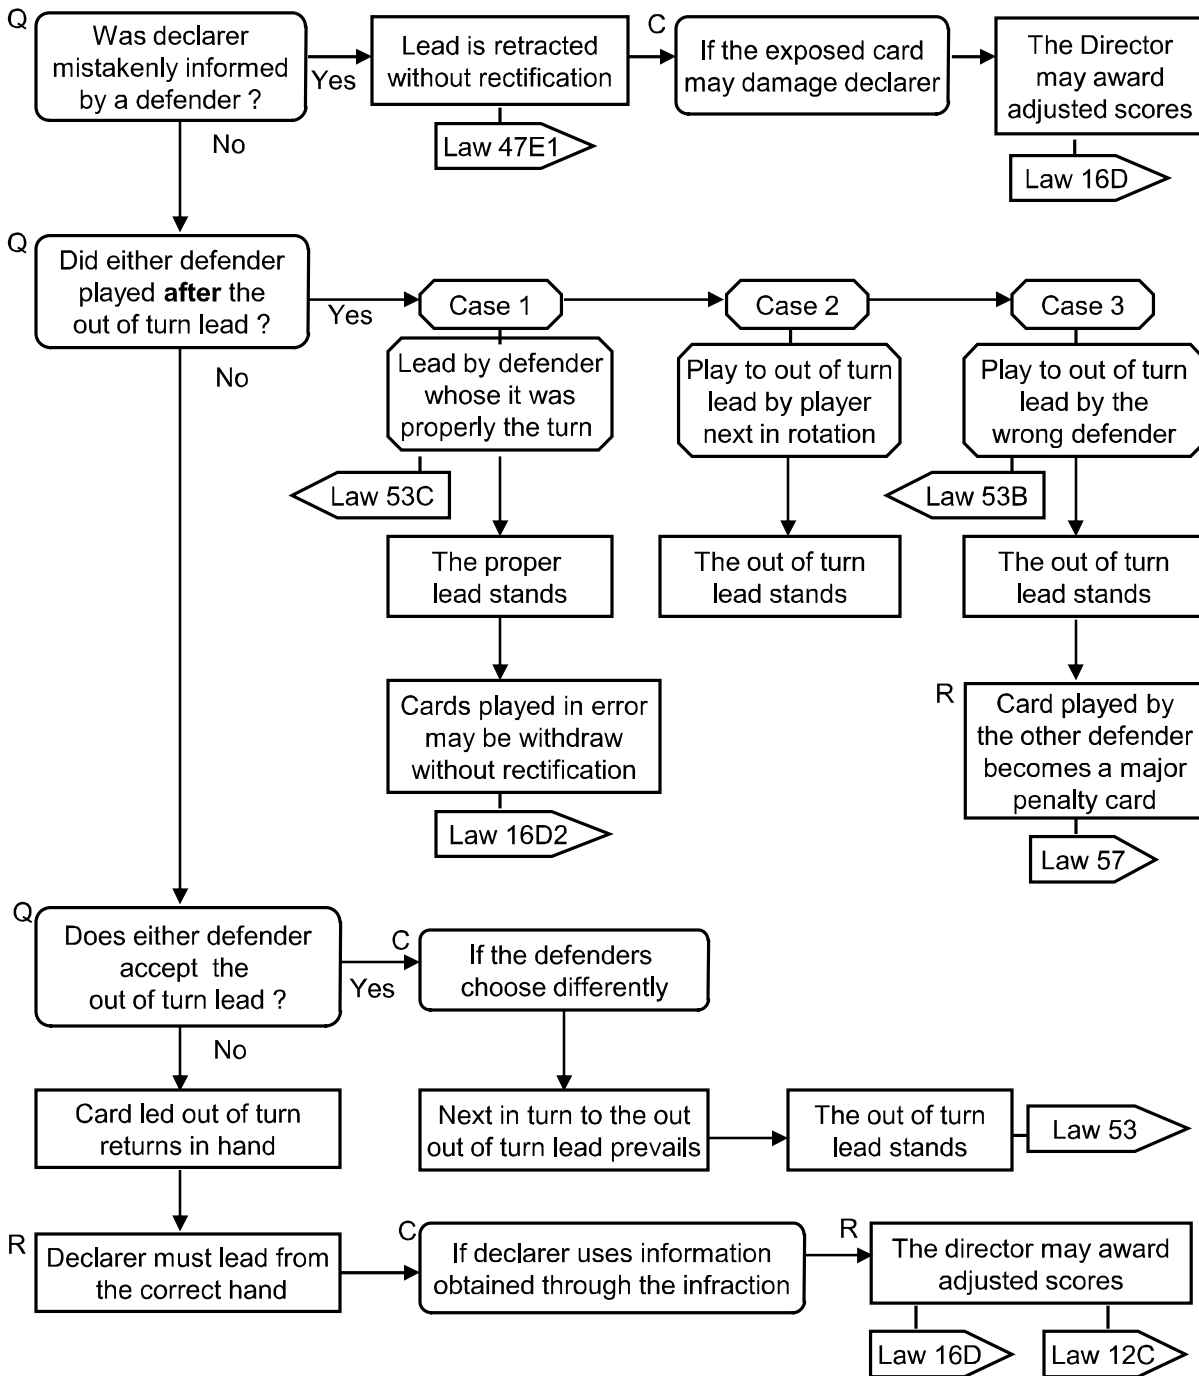 Q
Was declarer
mistakenly informed
by a defender ?
Yes
No
Lead is retracted
without rectification
Law 47E1
C
If the exposed card
may damage declarer
The Director
may award
adjusted scores
Law 16D
Q
Did either defender
played after the
out of turn lead ?
Yes
No
Case 1
Case 2
Case 3
Lead by defender
whose it was
properly the turn
Law 53C
Play to out of turn
lead by player
next in rotation
Play to out of turn
lead by the
wrong defender
Law 53B
The proper
lead stands
The out of turn
lead stands
The out of turn
lead stands
Cards played in error
may be withdraw
without rectification
Law 16D2
R
Card played by
the other defender
becomes a major
penalty card
Law 57
Q
Does either defender
accept the
out of turn lead ?
Yes
No
C
If the defenders
choose differently
Card led out of turn
returns in hand
Next in turn to the out
out of turn lead prevails
The out of turn
lead stands
Law 53
R
Declarer must lead from
the correct hand
C
If declarer uses information
obtained through the infraction
R
The director may award
adjusted scores
Law 16D
Law 12C